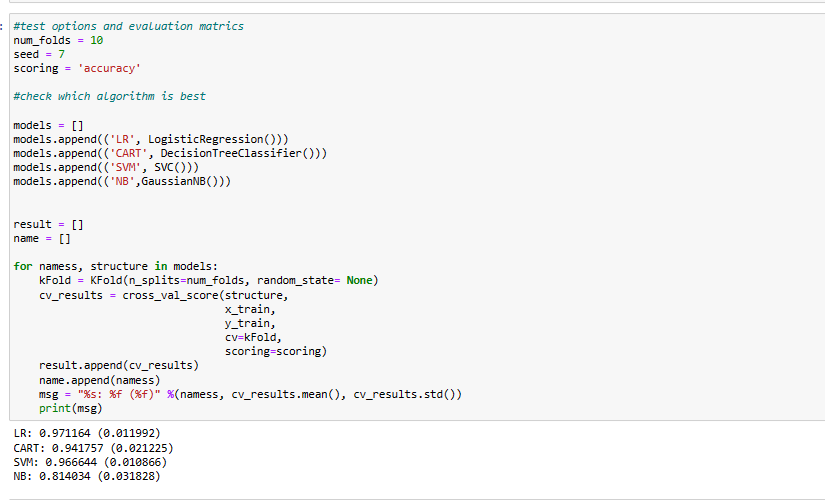 #test options and evaluation matrics
num_folds = 10
seed = 7
scoring = 'accuracy'
#check which algorithm is best
models = []
models.append(('LR', LogisticRegression()))
models.append(('CART', DecisionTreeClassifier()))
models.append(('SVM', SVC()))
models.append(('NB',GaussianNB()))
result = []
name = []
for namess, structure in models:
    kFold = KFold(n_splits=num_folds, random_state= None)
    cv_results = cross_val_score(structure,
                                 x_train,
                                 y_train,
                                 cv=kFold,
                                 scoring=scoring)
    result.append(cv_results)
    name.append(namess)
    msg = "%s: %f (%f)" %(namess, cv_results.mean(), cv_results.std())
    print(msg)
LR: 0.971164 (0.011992)
CART: 0.941757 (0.021225)
SVM: 0.966644 (0.010866)
NB: 0.814034 (0.031828)